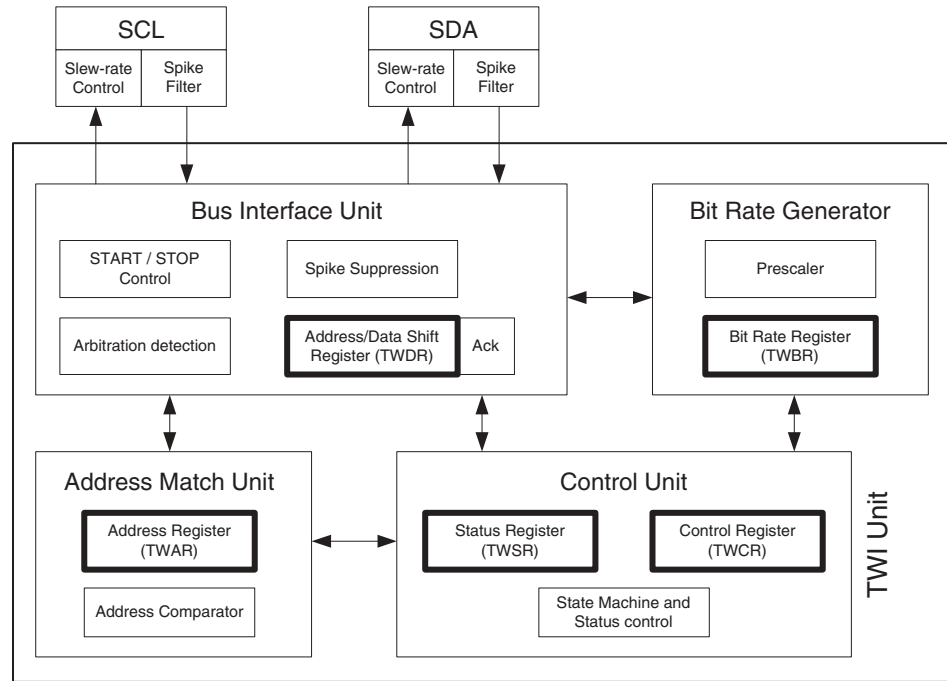 SCL
SDA
Slew-rate
Control
Spike
Filter
Slew-rate
Control
Spike
Filter
Bus Interface Unit
START / STOP
Control
Spike Suppression
Arbitration detection
Address/Data Shift
Register (TWDR)
Ack
Bit Rate Generator
Prescaler
Bit Rate Register
(TWBR)
Address Match Unit
Address Register
(TWAR)
Address Comparator
Control Unit
Status Register
(TWSR)
Control Register
(TWCR)
State Machine and
Status control
TWI Unit